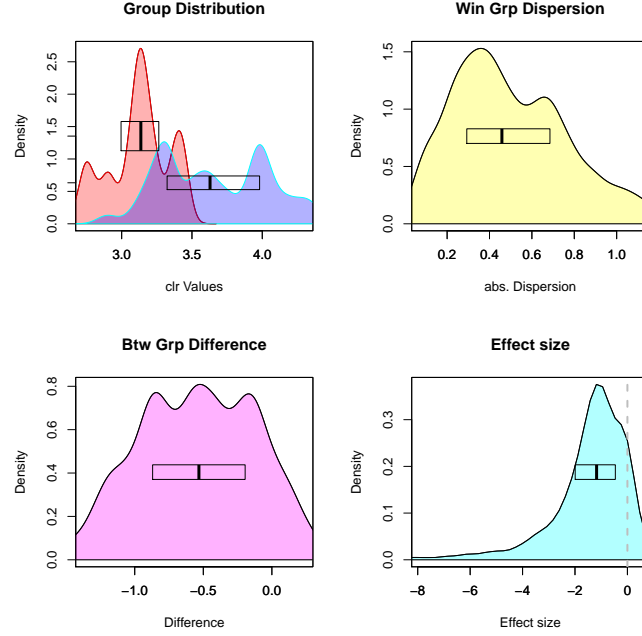 Group Distribution
Density
0.0 0.5 1.0 1.5 2.0 2.5
3.0 3.5 4.0
clr Values
Win Grp Dispersion
Density
0.0 0.5 1.0 1.5
0.2 0.4 0.6 0.8 1.0
abs. Dispersion
Btw Grp Difference
Density
0.0 0.2 0.4 0.6 0.8
−1.0 −0.5 0.0
Difference
Effect size
Density
0.0 0.1 0.2 0.3
−8 −6 −4 −2 0
Effect size